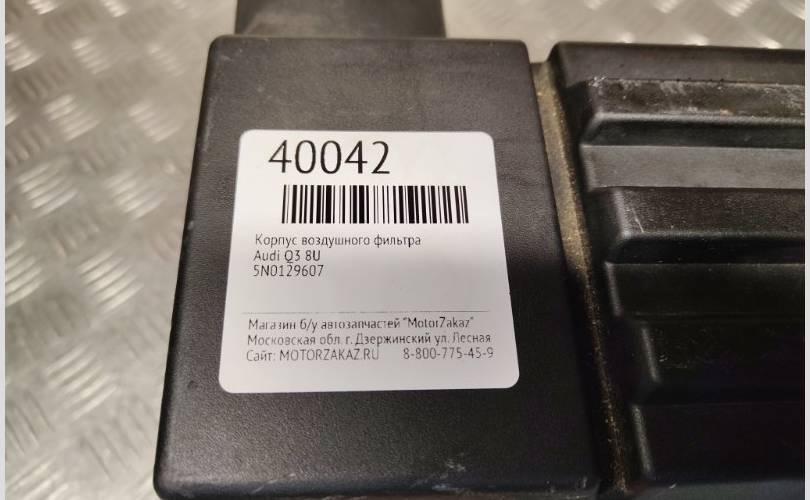 40042
Корпус воздушного фильтра
Audi Q3 8U
5N0129607
Магазин б/у автозапчастей "MotorZakaz"
Московская обл. г. Дзержинский ул. Лесная
Сайт: MOTORZAKAZ.RU 8-800-775-45-9